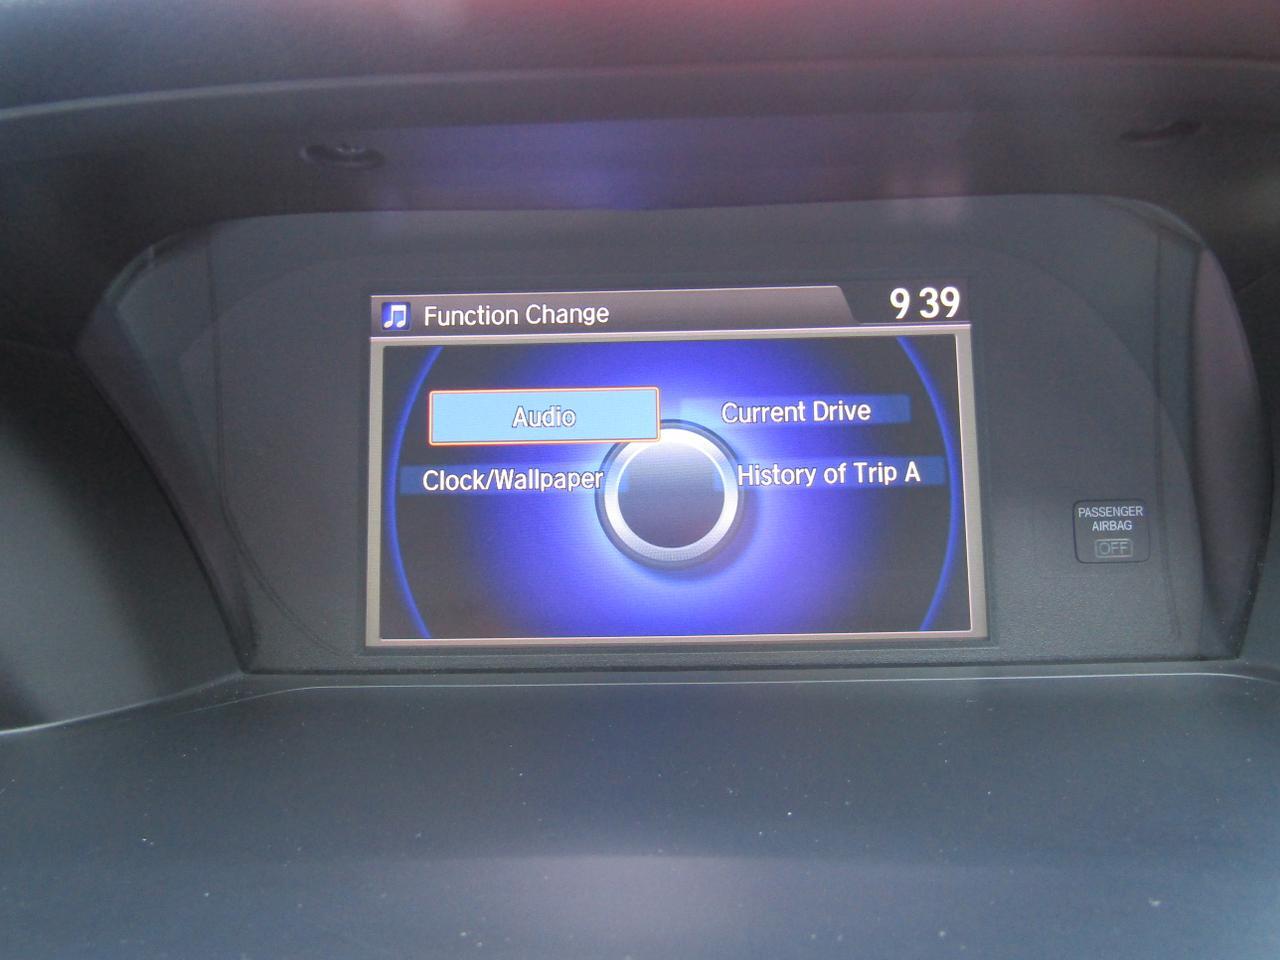 Function Change
9 39
Audio
Current Drive
Clock/Wallpaper
History of Trip A
PASSENGER
AIRBAG
OFF